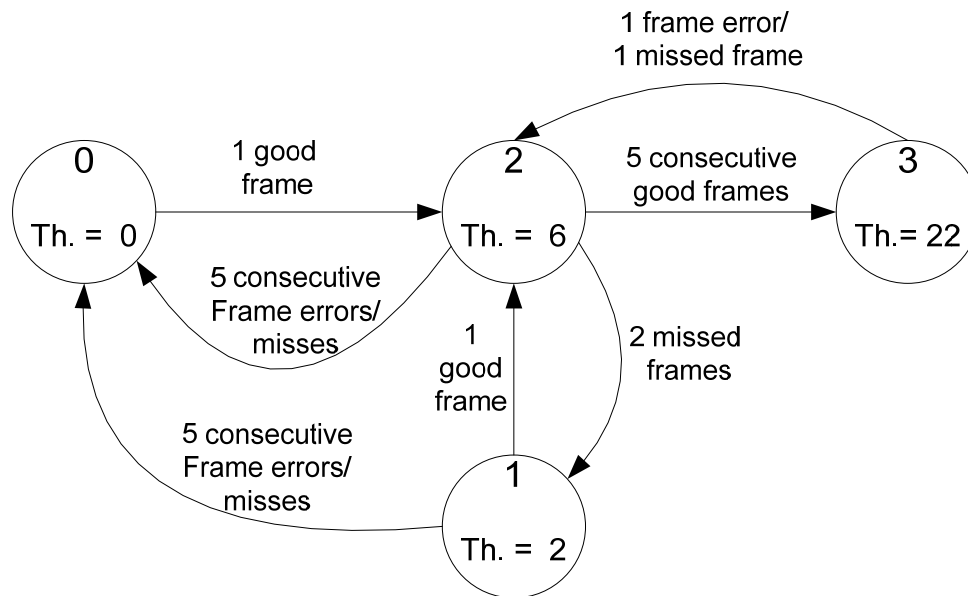 1 frame error/
1 missed frame
0
Th. = 0
1 good
frame
2
Th. = 6
5 consecutive
good frames
3
Th.= 22
5 consecutive
Frame errors/
misses
1
good
frame
2 missed
frames
5 consecutive
Frame errors/
misses
1
Th. = 2